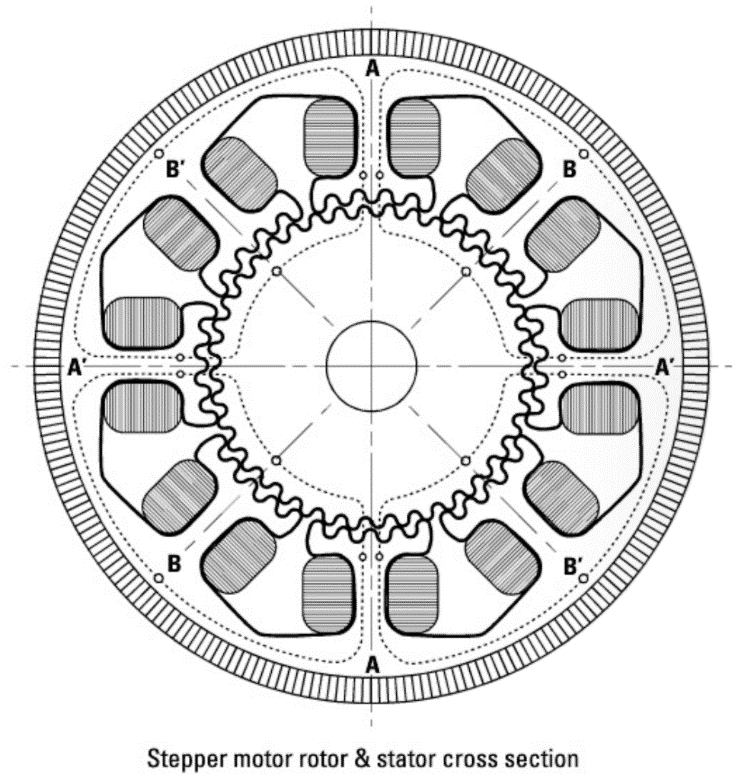 A
B′
B
A′
A′
B
B′
A
Stepper motor rotor & stator cross section